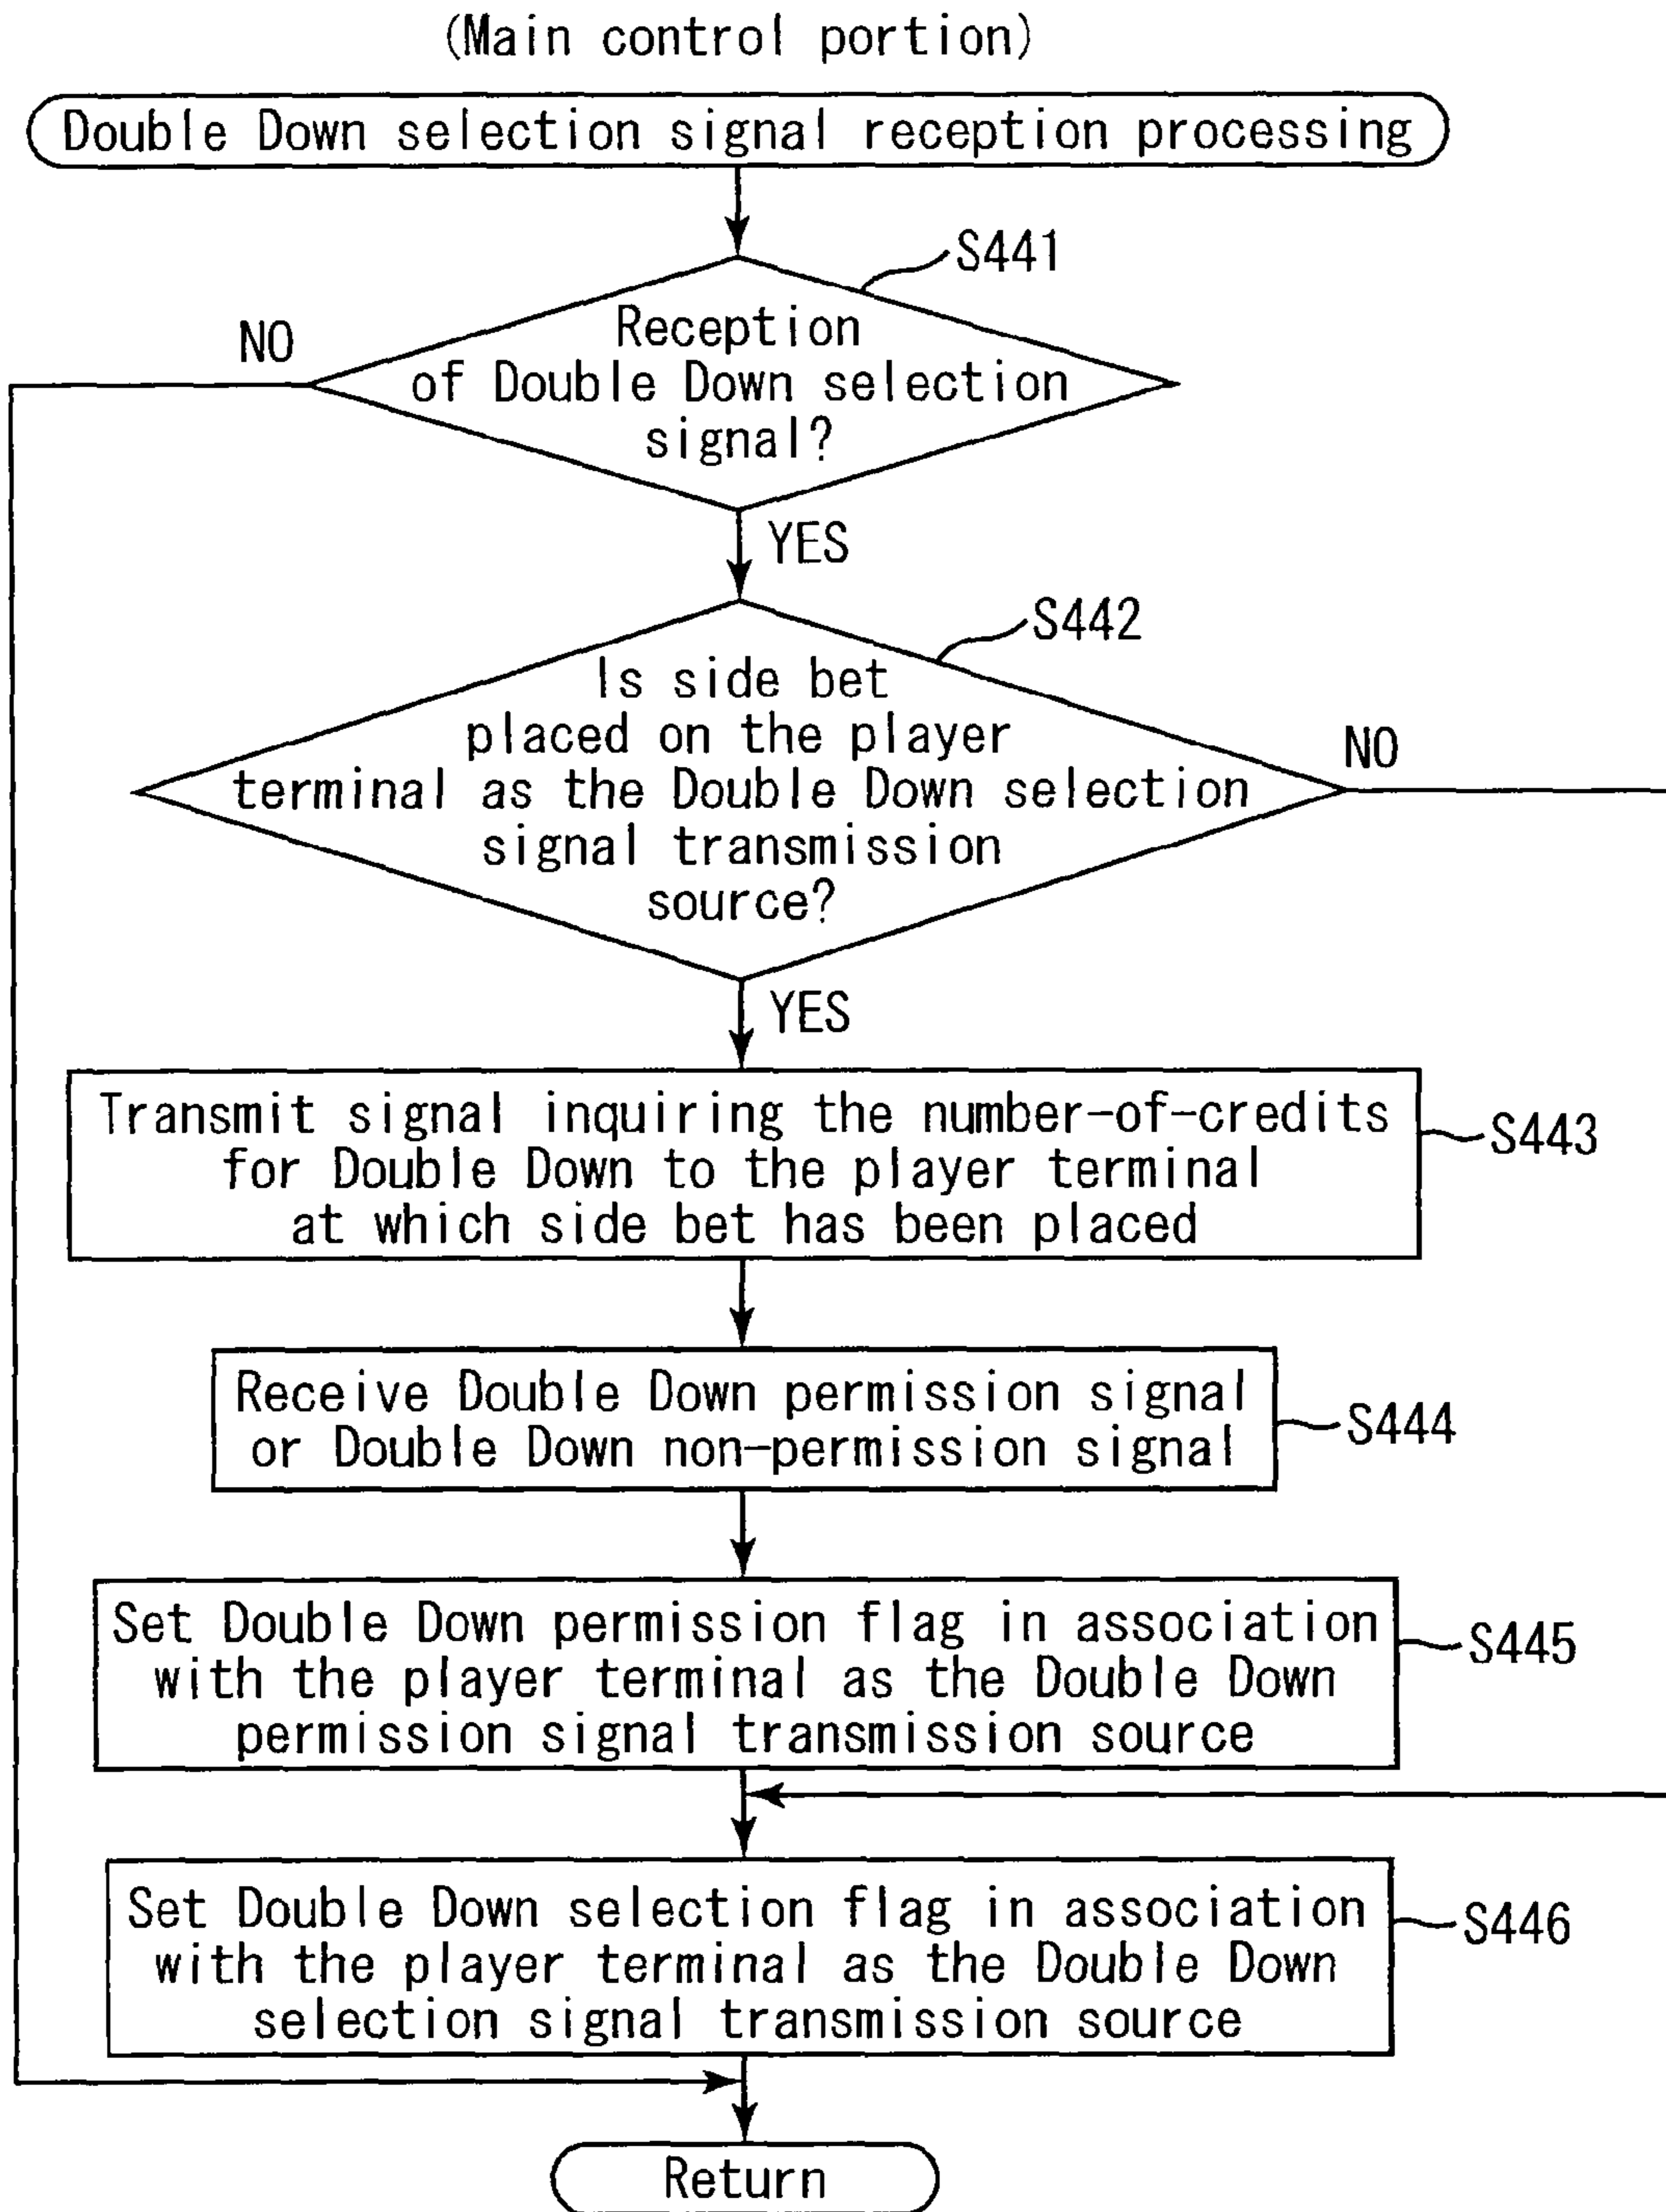 (Main control portion)
Double Down selection signal reception processing
S441
NO
Reception
of Double Down selection
signal?
YES
S442
Is side bet
placed on the player
terminal as the Double Down selection
signal transmission
source?
NO
YES
Transmit signal inquiring the number-of-credits
for Double Down to the player terminal
at which side bet has been placed
S443
Receive Double Down permission signal
or Double Down non-permission signal
S444
Set Double Down permission flag in association
with the player terminal as the Double Down
permission signal transmission source
S445
Set Double Down selection flag in association
with the player terminal as the Double Down
selection signal transmission source
S446
Return